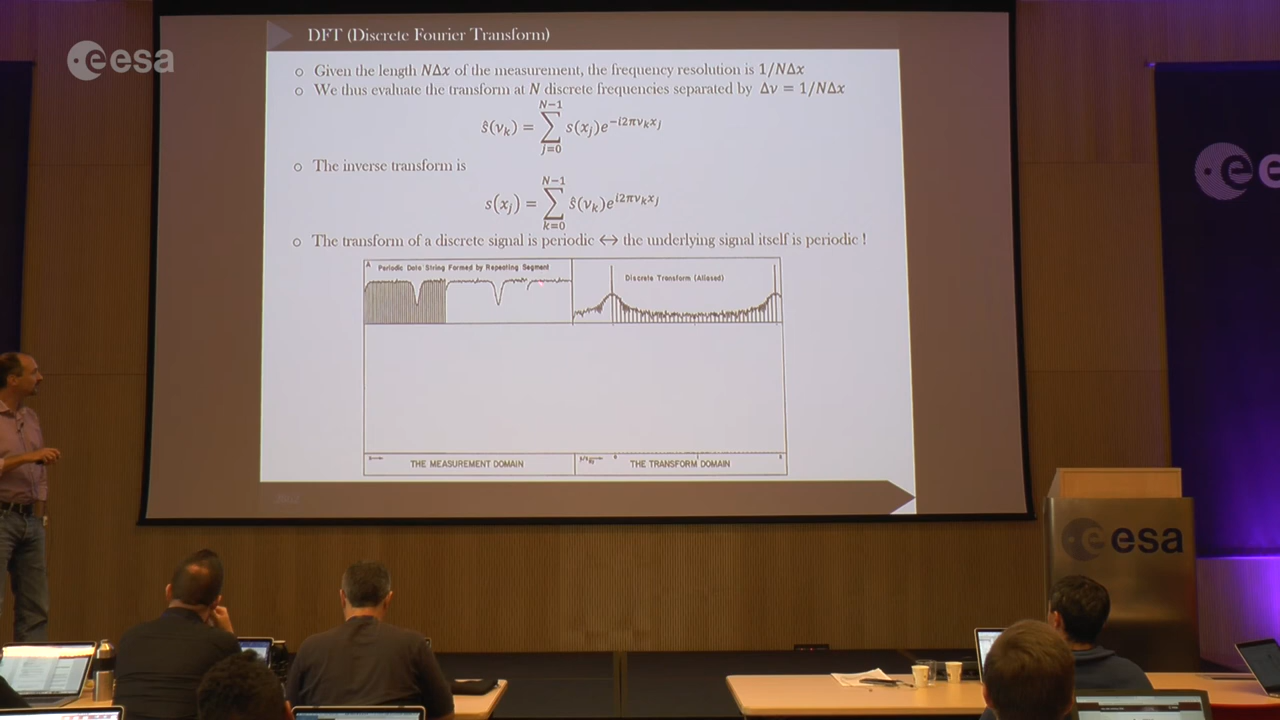 esa
DFT (Discrete Fourier Transform)
Given the length NΔx of the measurement, the frequency resolution is 1/NΔx
We thus evaluate the transform at N discrete frequencies separated by Δν = 1/NΔx
ŝ(ν_k) = ∑_{j=0}^{N−1} s(x_j)e^{−i2πν_k x_j}
The inverse transform is
s(x_j) = ∑_{k=0}^{N−1} ŝ(ν_k)e^{i2πν_k x_j}
The transform of a discrete signal is periodic ↔ the underlying signal itself is periodic !
Periodic Data String Formed by Repeating Segment
Discrete Transform (Aliased)
THE MEASUREMENT DOMAIN
THE TRANSFORM DOMAIN
esa